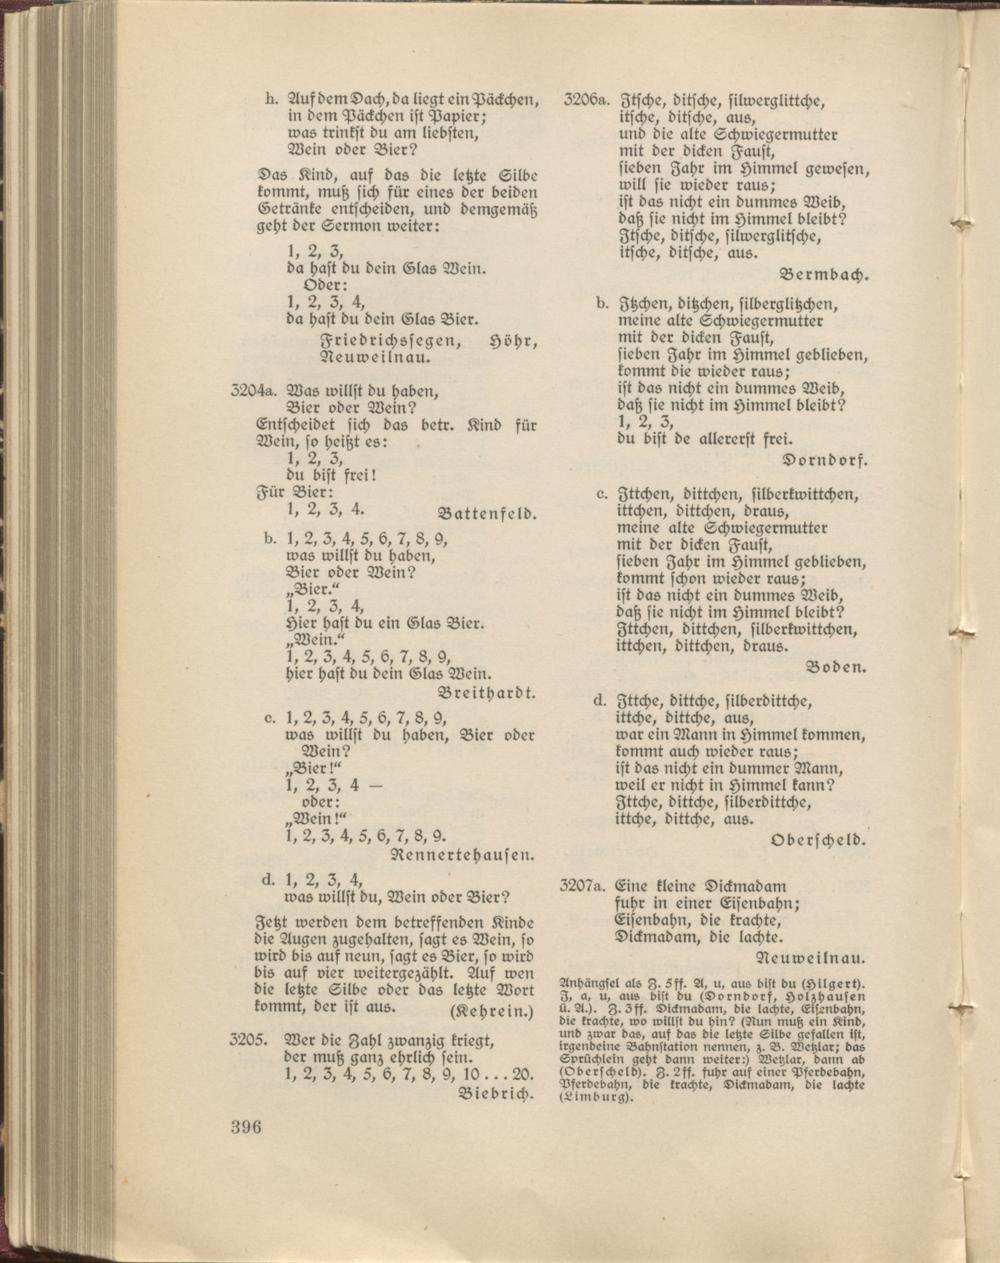 h. Auf dem Dach, da liegt ein Päckchen,
in dem Päckchen ist Papier;
was trinkst du am liebsten,
Wein oder Bier?
Das Kind, auf das die letzte Silbe
kommt, muß sich für eines der beiden
Getränke entscheiden, und demgemäß
geht der Sermon weiter:
1, 2, 3,
da hast du dein Glas Wein.
Oder:
1, 2, 3, 4,
da hast du dein Glas Bier.
Friedrichssegen, Höhr,
Neuweilnau.
3204a. Was willst du haben,
Bier oder Wein?
Entscheidet sich das betr. Kind für
Wein, so heißt es:
1, 2, 3,
du bist frei!
Für Bier:
1, 2, 3, 4. Battenfeld.
b. 1, 2, 3, 4, 5, 6, 7, 8, 9,
was willst du haben,
Bier oder Wein?
„Bier.“
1, 2, 3, 4,
Hier hast du ein Glas Bier.
„Wein.“
1, 2, 3, 4, 5, 6, 7, 8, 9,
hier hast du dein Glas Wein.
Breithardt.
c. 1, 2, 3, 4, 5, 6, 7, 8, 9,
was willst du haben, Bier oder
Wein?
„Bier!“
1, 2, 3, 4 —
oder:
„Wein!“
1, 2, 3, 4, 5, 6, 7, 8, 9.
Rennertehausen.
d. 1, 2, 3, 4,
was willst du, Wein oder Bier?
Jetzt werden dem betreffenden Kinde
die Augen zugehalten, sagt es Wein, so
wird bis auf neun, sagt es Bier, so wird
bis auf vier weitergezählt. Auf wen
die letzte Silbe oder das letzte Wort
kommt, der ist aus. (Kehrein.)
3205. Wer die Zahl zwanzig kriegt,
der muß ganz ehrlich sein.
1, 2, 3, 4, 5, 6, 7, 8, 9, 10 . . . 20.
Biebrich.
396
3206a. Itsche, ditsche, silwerglittche,
itsche, ditsche, aus,
und die alte Schwiegermutter
mit der dicken Faust,
sieben Jahr im Himmel gewesen,
will sie wieder raus;
ist das nicht ein dummes Weib,
daß sie nicht im Himmel bleibt?
Itsche, ditsche, silwerglitsche,
itsche, ditsche, aus.
Bermbach.
b. Itzchen, ditzchen, silberglitzchen,
meine alte Schwiegermutter
mit der dicken Faust,
sieben Jahr im Himmel geblieben,
kommt die wieder raus;
ist das nicht ein dummes Weib,
daß sie nicht im Himmel bleibt?
1, 2, 3,
du bist de allererst frei.
Dorndorf.
c. Ittchen, dittchen, silberkwittchen,
ittchen, dittchen, draus,
meine alte Schwiegermutter
mit der dicken Faust,
sieben Jahr im Himmel geblieben,
kommt schon wieder raus;
ist das nicht ein dummes Weib,
daß sie nicht im Himmel bleibt?
Ittchen, dittchen, silberkwittchen,
ittchen, dittchen, draus.
Boden.
d. Ittche, dittche, silberdittche,
ittche, dittche, aus,
war ein Mann in Himmel kommen,
kommt auch wieder raus;
ist das nicht ein dummer Mann,
weil er nicht in Himmel kann?
Ittche, dittche, silberdittche,
ittche, dittche, aus.
Oberscheld.
3207a. Eine kleine Dickmadam
fuhr in einer Eisenbahn;
Eisenbahn, die krachte,
Dickmadam, die lachte.
Neuweilnau.
Anhängsel als Z. 5 ff. A, u, aus bist du (Hilgert).
J, a, u, aus bist du (Dorndorf, Holzhausen
ü. A.). Z. 3 ff. Dickmadam, die lachte, Eisenbahn,
die krachte, wo willst du hin? (Nun muß ein Kind,
und zwar das, auf das die letzte Silbe gefallen ist,
irgendeine Bahnstation nennen, z. B. Wetzlar; das
Sprüchlein geht dann weiter:) Wetzlar, dann ab
(Oberscheld). Z. 2 ff. fuhr auf einer Pferdebahn,
Pferdebahn, die krachte, Dickmadam, die lachte
(Limburg).